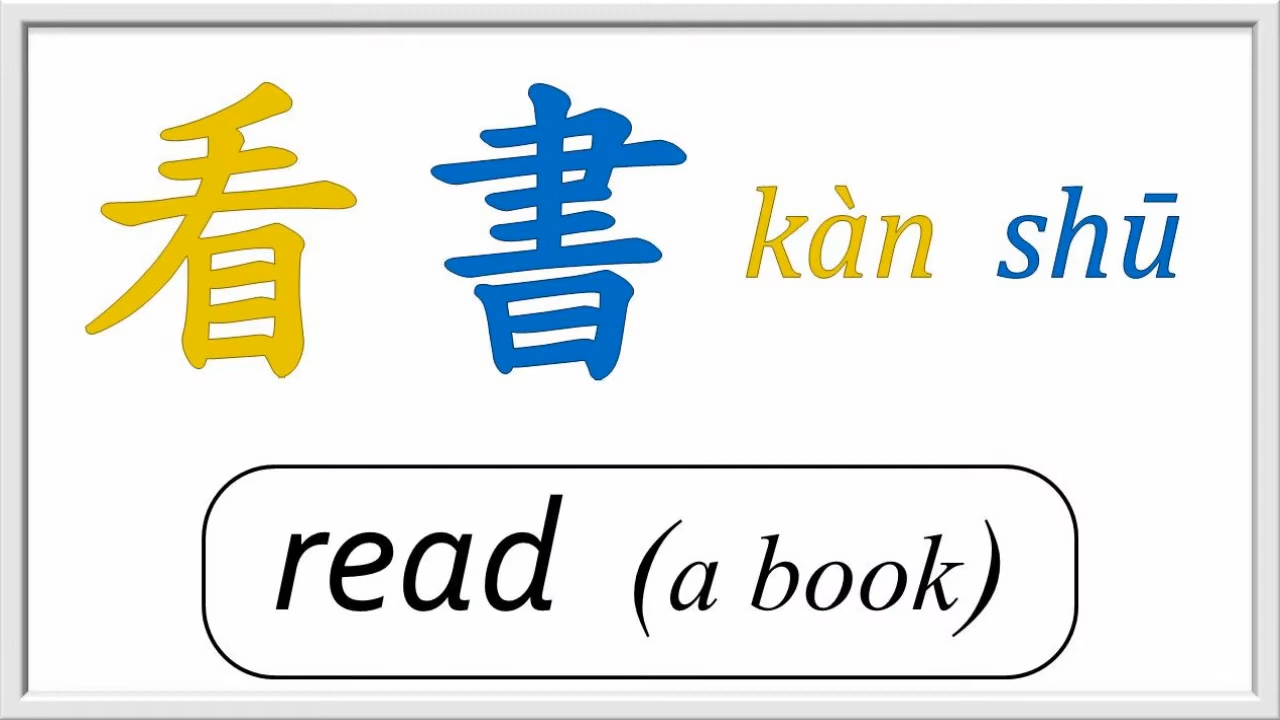 看書 kàn shū
read (a book)